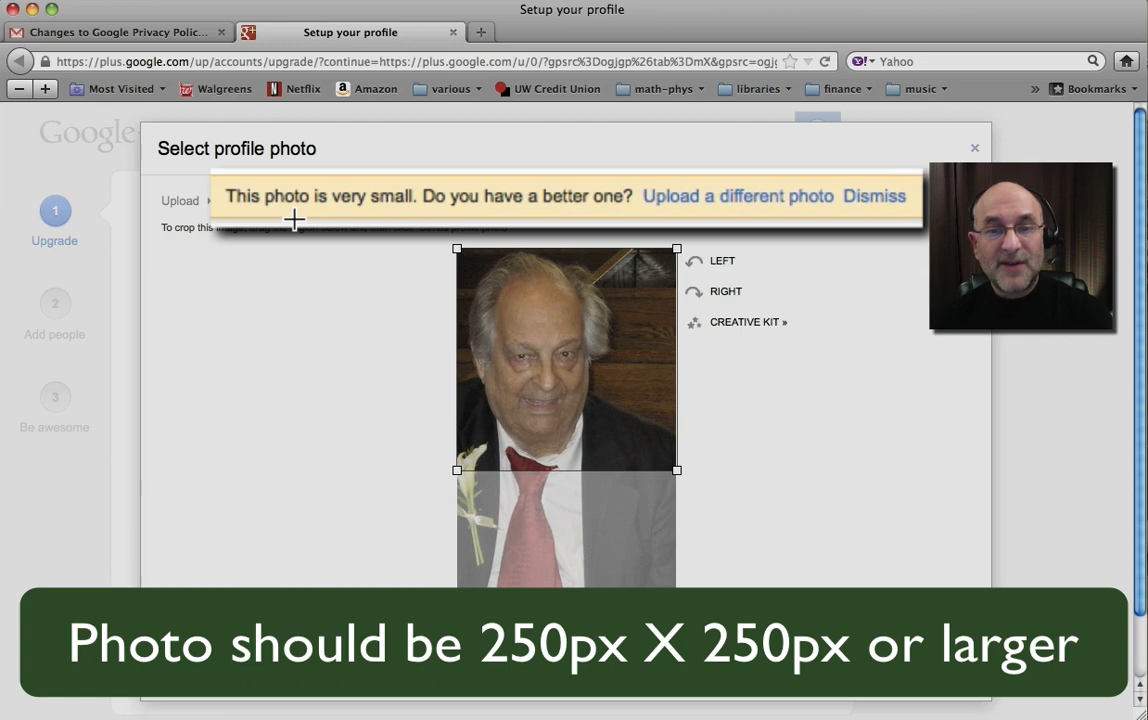 Setup your profile
Changes to Google Privacy Polic...
Setup your profile
https://plus.google.com/up/accounts/upgrade/?continue=https://plus.google.com/u/0/?gpsrc%3Dogjgp%26tab%3DmX&gpsrc=ogj
Yahoo
Most Visited
Walgreens
Netflix
Amazon
various
UW Credit Union
math-phys
libraries
finance
music
»
Bookmarks
Google
Select profile photo
Upload
This photo is very small. Do you have a better one? Upload a different photo Dismiss
To crop this
1
Upgrade
LEFT
RIGHT
CREATIVE KIT »
2
Add people
3
Be awesome
Photo should be 250px X 250px or larger